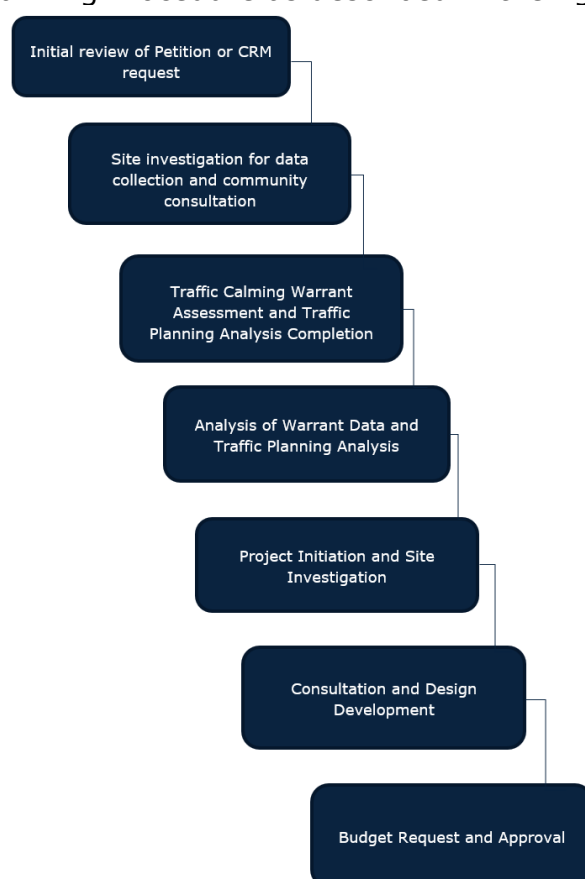 Initial review of Petition or CRM
request
Site investigation for data
collection and community
consultation
Traffic Calming Warrant
Assessment and Traffic
Planning Analysis Completion
Analysis of Warrant Data and
Traffic Planning Analysis
Project Initiation and Site
Investigation
Consultation and Design
Development
Budget Request and Approval